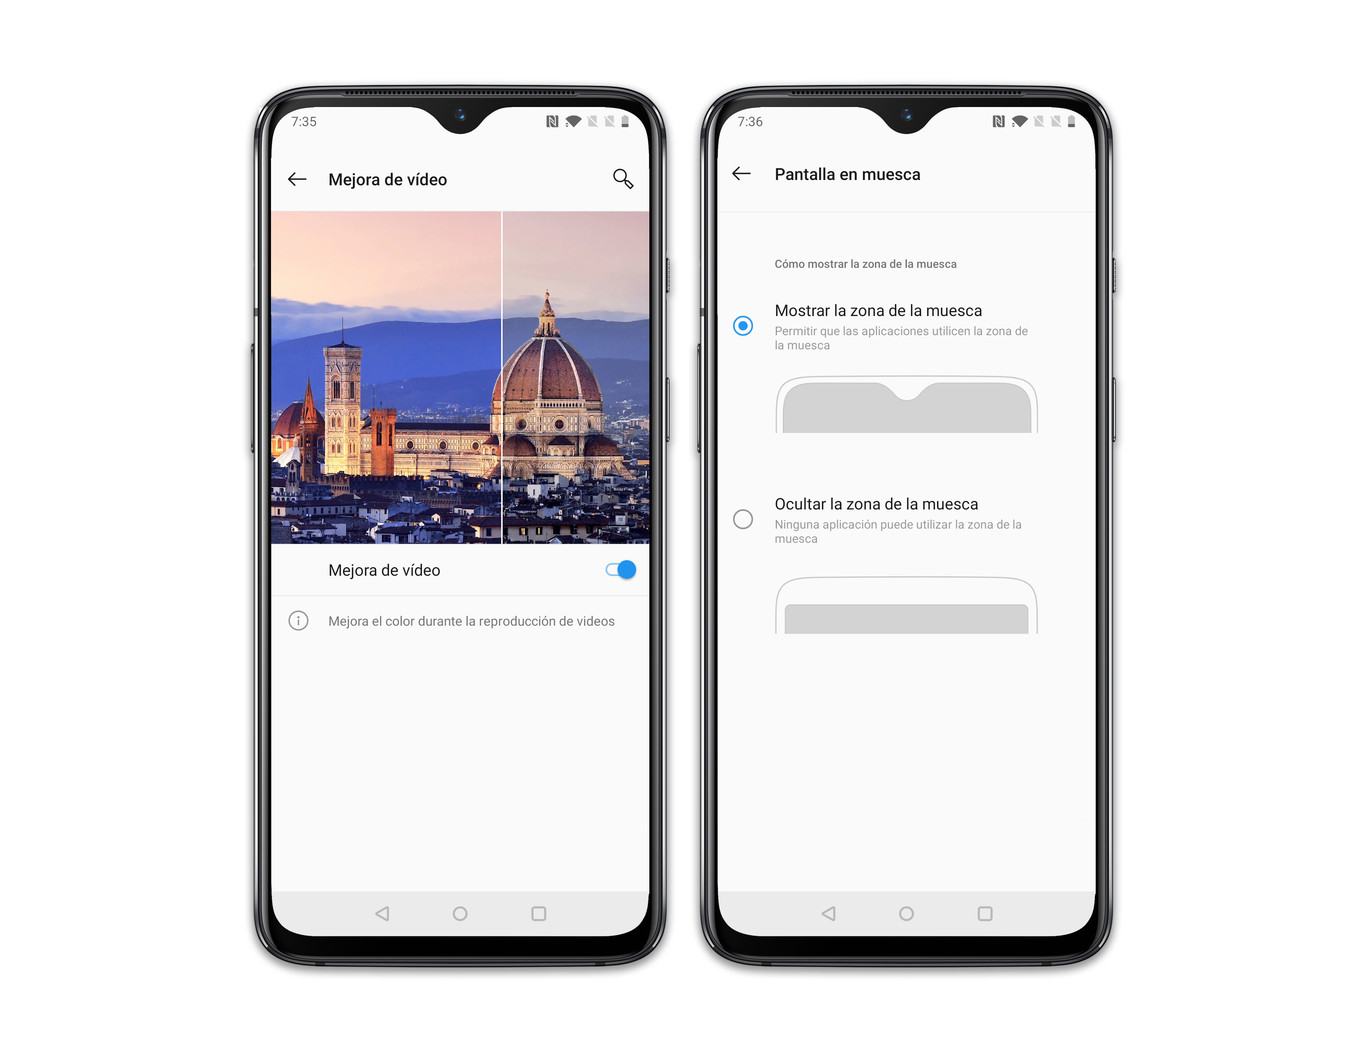 7:35
Mejora de vídeo
Mejora de vídeo
Mejora el color durante la reproducción de videos
7:36
Pantalla en muesca
Cómo mostrar la zona de la muesca
Mostrar la zona de la muesca
Permitir que las aplicaciones utilicen la zona de
la muesca
Ocultar la zona de la muesca
Ninguna aplicación puede utilizar la zona de la
muesca